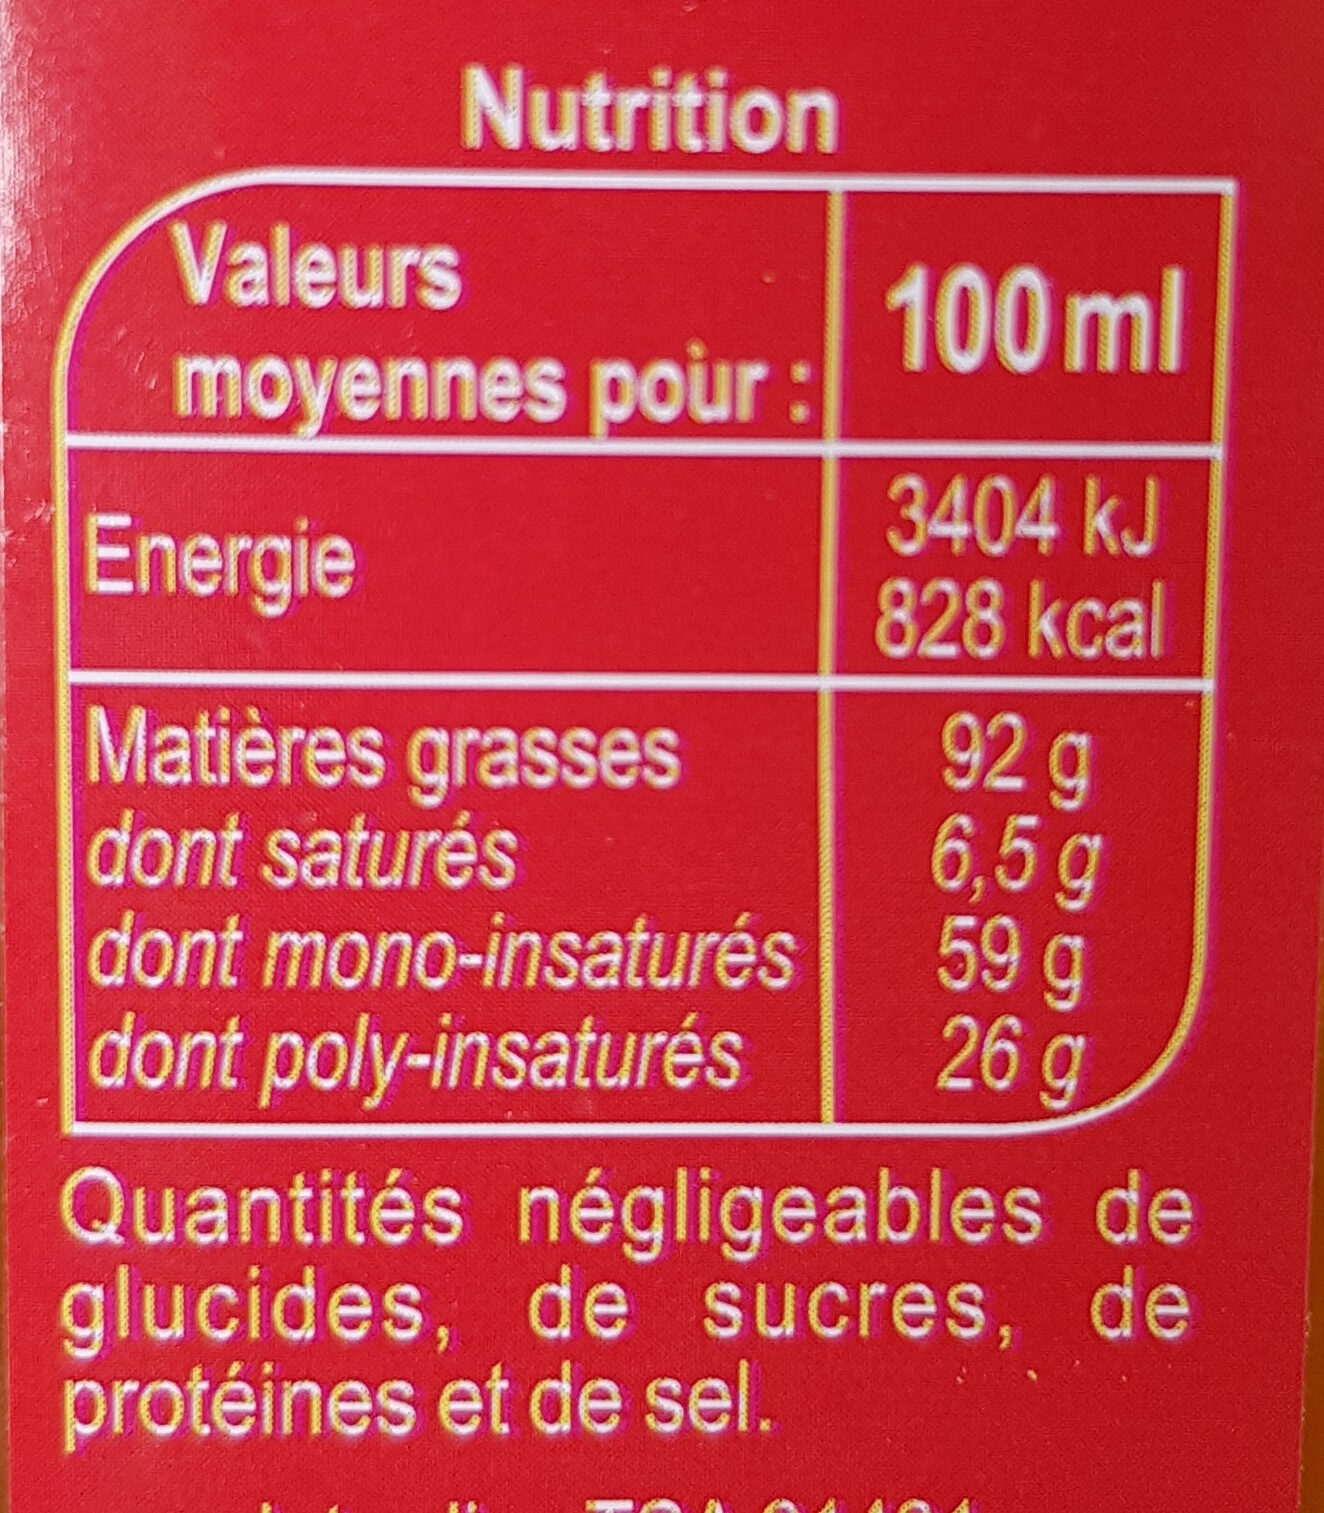 Nutrition
Valeurs
moyennes pour :
100 ml
Energie
3404 kJ
828 kcal
Matières grasses 92 g
dont saturés 6,5 g
dont mono-insaturés 59 g
dont poly-insaturés 26 g
Quantités négligeables de
glucides, de sucres, de
protéines et de sel.